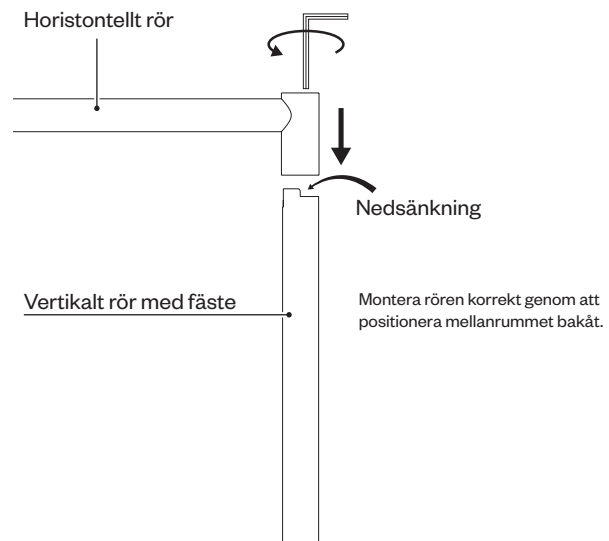 Horistontellt rör
Nedsänkning
Vertikalt rör med fäste
Montera rören korrekt genom att
positionera mellanrummet bakåt.